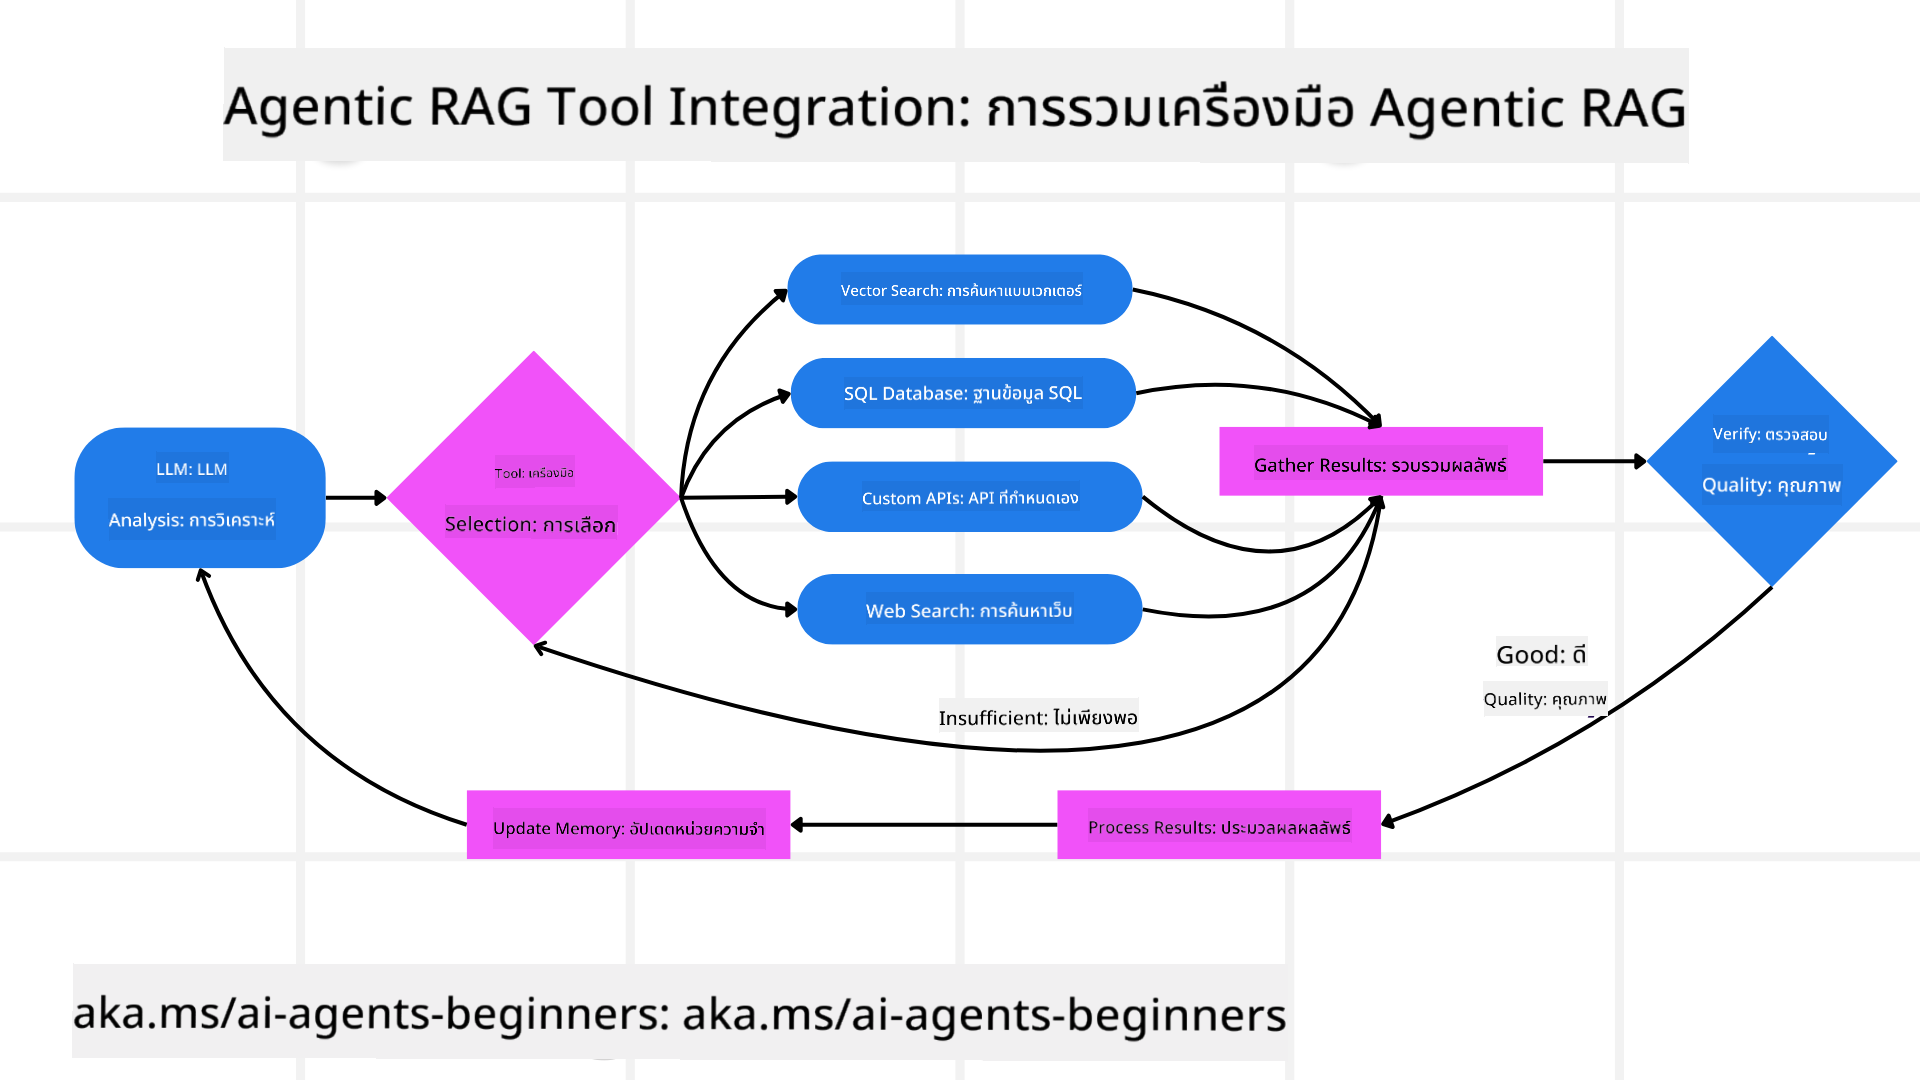 Agentic RAG Tool Integration: การรวมเครื่องมือ Agentic RAG
Vector Search: การค้นหาแบบเวกเตอร์
SQL Database: ฐานข้อมูล SQL
Custom APIs: API ที่กำหนดเอง
Web Search: การค้นหาเว็บ
LLM: LLM
Analysis: การวิเคราะห์
Tool: เครื่องมือ
Selection: การเลือก
Gather Results: รวบรวมผลลัพธ์
Verify: ตรวจสอบ
Quality: คุณภาพ
Good: ดี
Quality: คุณภาพ
Insufficient: ไม่เพียงพอ
Update Memory: อัปเดตหน่วยความจำ
Process Results: ประมวลผลผลลัพธ์
aka.ms/ai-agents-beginners: aka.ms/ai-agents-beginners